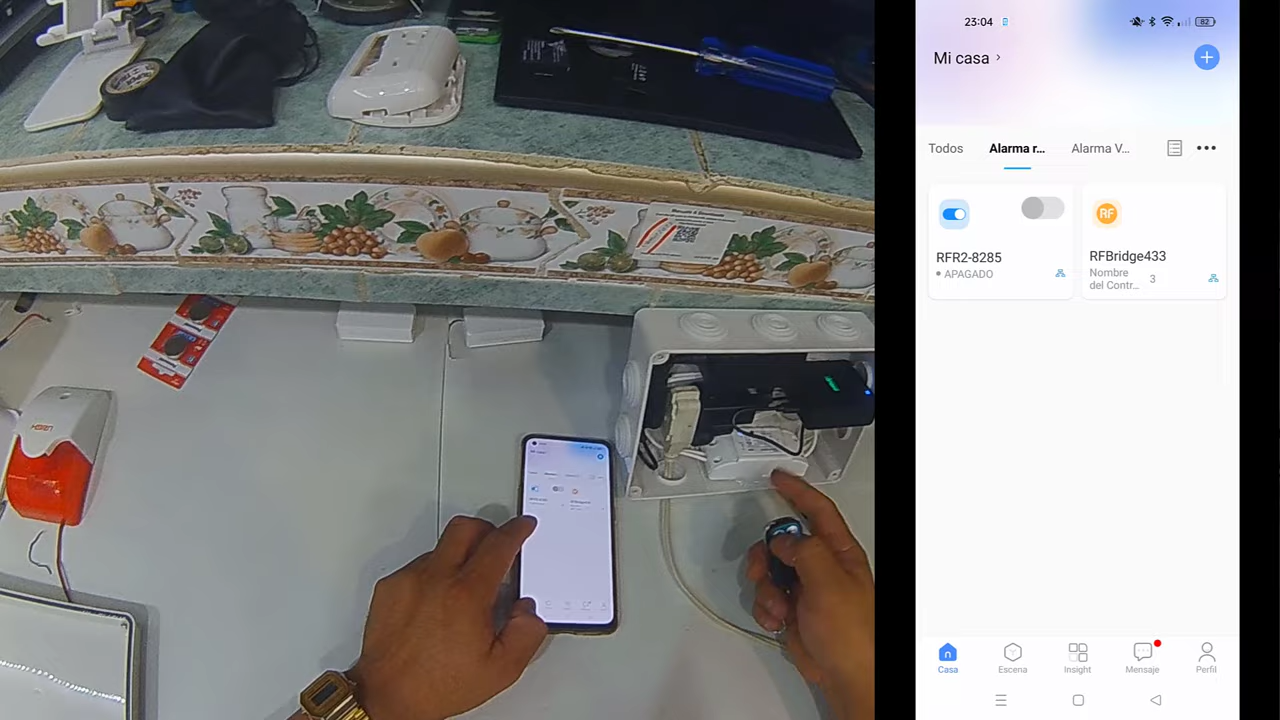 23:04
82
Mi casa
Todos
Alarma r...
Alarma V...
RFR2-8285
APAGADO
RF
RFBridge433
Nombre
del Contr...
3
Casa
Escena
Insight
Mensaje
Perfil